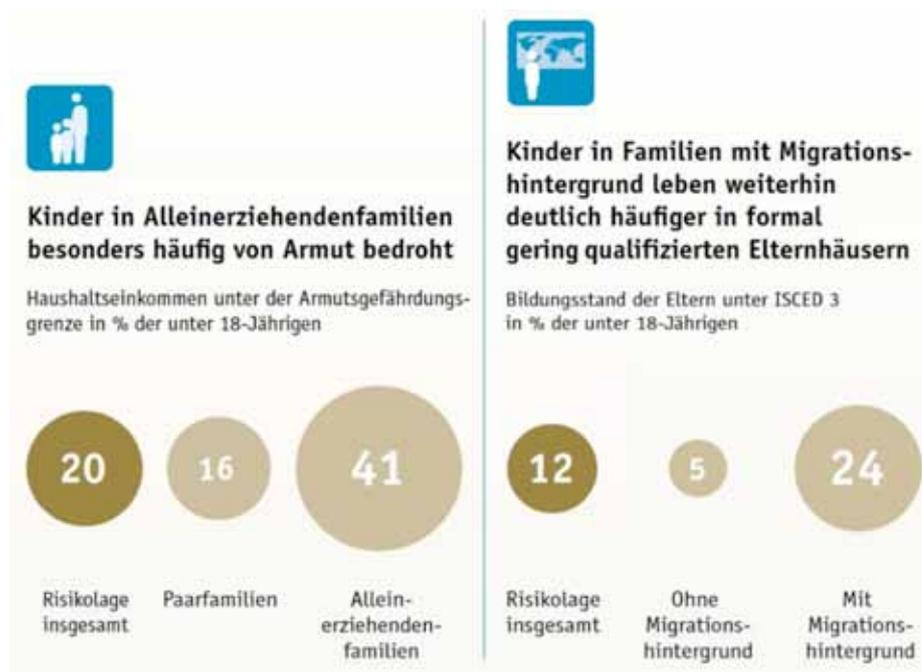 Kinder in Alleinerziehendenfamilien
besonders häufig von Armut bedroht
Haushaltseinkommen unter der Armutsgefährdungs-
grenze in % der unter 18-Jährigen
20
16
41
Risikolage
insgesamt
Paarfamilien
Allein-
erziehenden-
familien
Kinder in Familien mit Migrations-
hintergrund leben weiterhin
deutlich häufiger in formal
gering qualifizierten Elternhäusern
Bildungsstand der Eltern unter ISCED 3
in % der unter 18-Jährigen
12
5
24
Risikolage
insgesamt
Ohne
Migrations-
hintergrund
Mit
Migrations-
hintergrund